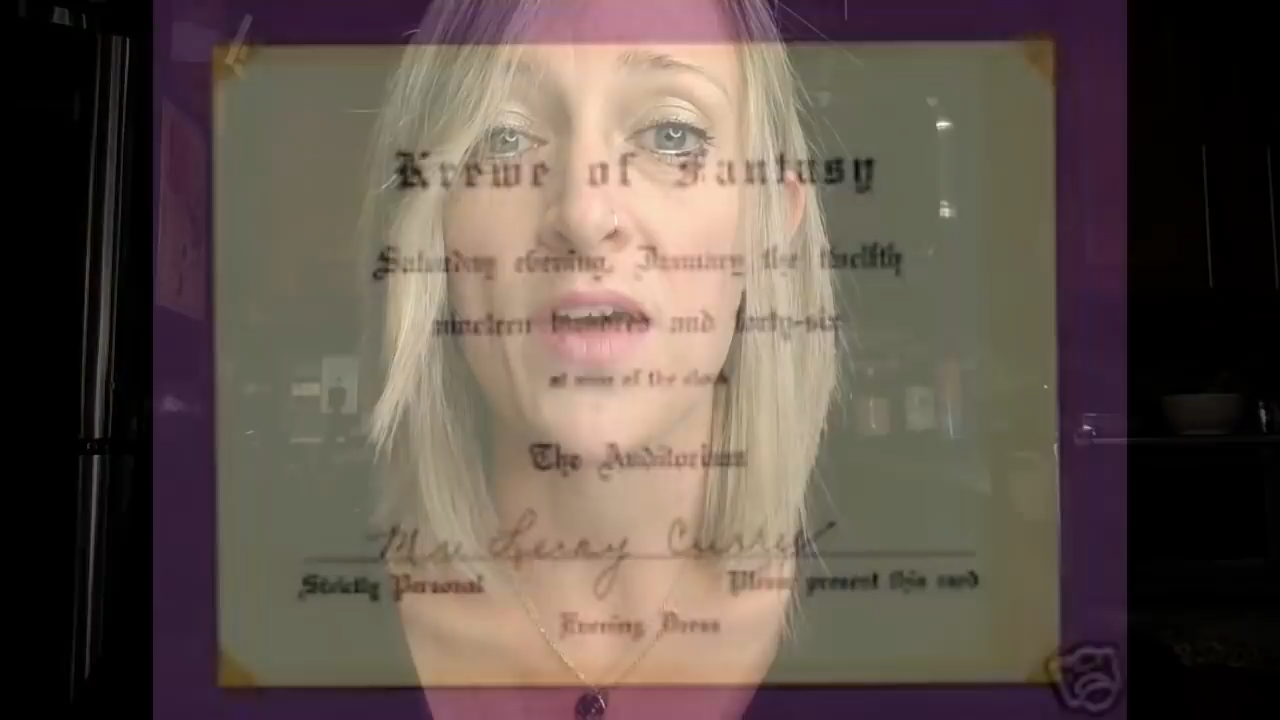 Krewe of Fantasy
Saturday evening, January the twelfth
nineteen hundred and forty-six
at nine of the clock
The Auditorium
Strictly Personal
Please present this card
Evening Dress